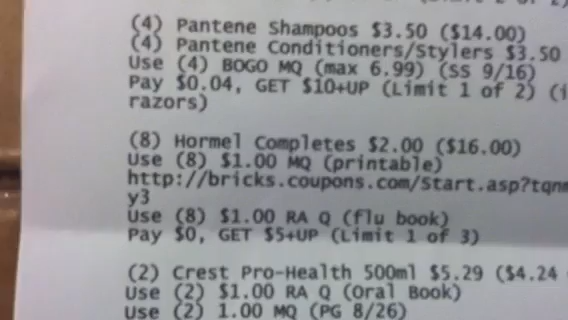 (4) Pantene Shampoos $3.50 ($14.00)
(4) Pantene Conditioners/Stylers $3.50
Use (4) BOGO MQ (max 6.99) (SS 9/16)
Pay $0.04, GET $10+UP (Limit 1 of 2) (i
razors)
(8) Hormel Completes $2.00 ($16.00)
Use (8) $1.00 MQ (printable)
http://bricks.coupons.com/Start.asp?tqnm
y3
Use (8) $1.00 RA Q (flu book)
Pay $0, GET $5+UP (Limit 1 of 3)
(2) Crest Pro-Health 500ml $5.29 ($4.24
Use (2) $1.00 RA Q (Oral Book)
Use (2) 1.00 MQ (PG 8/26)